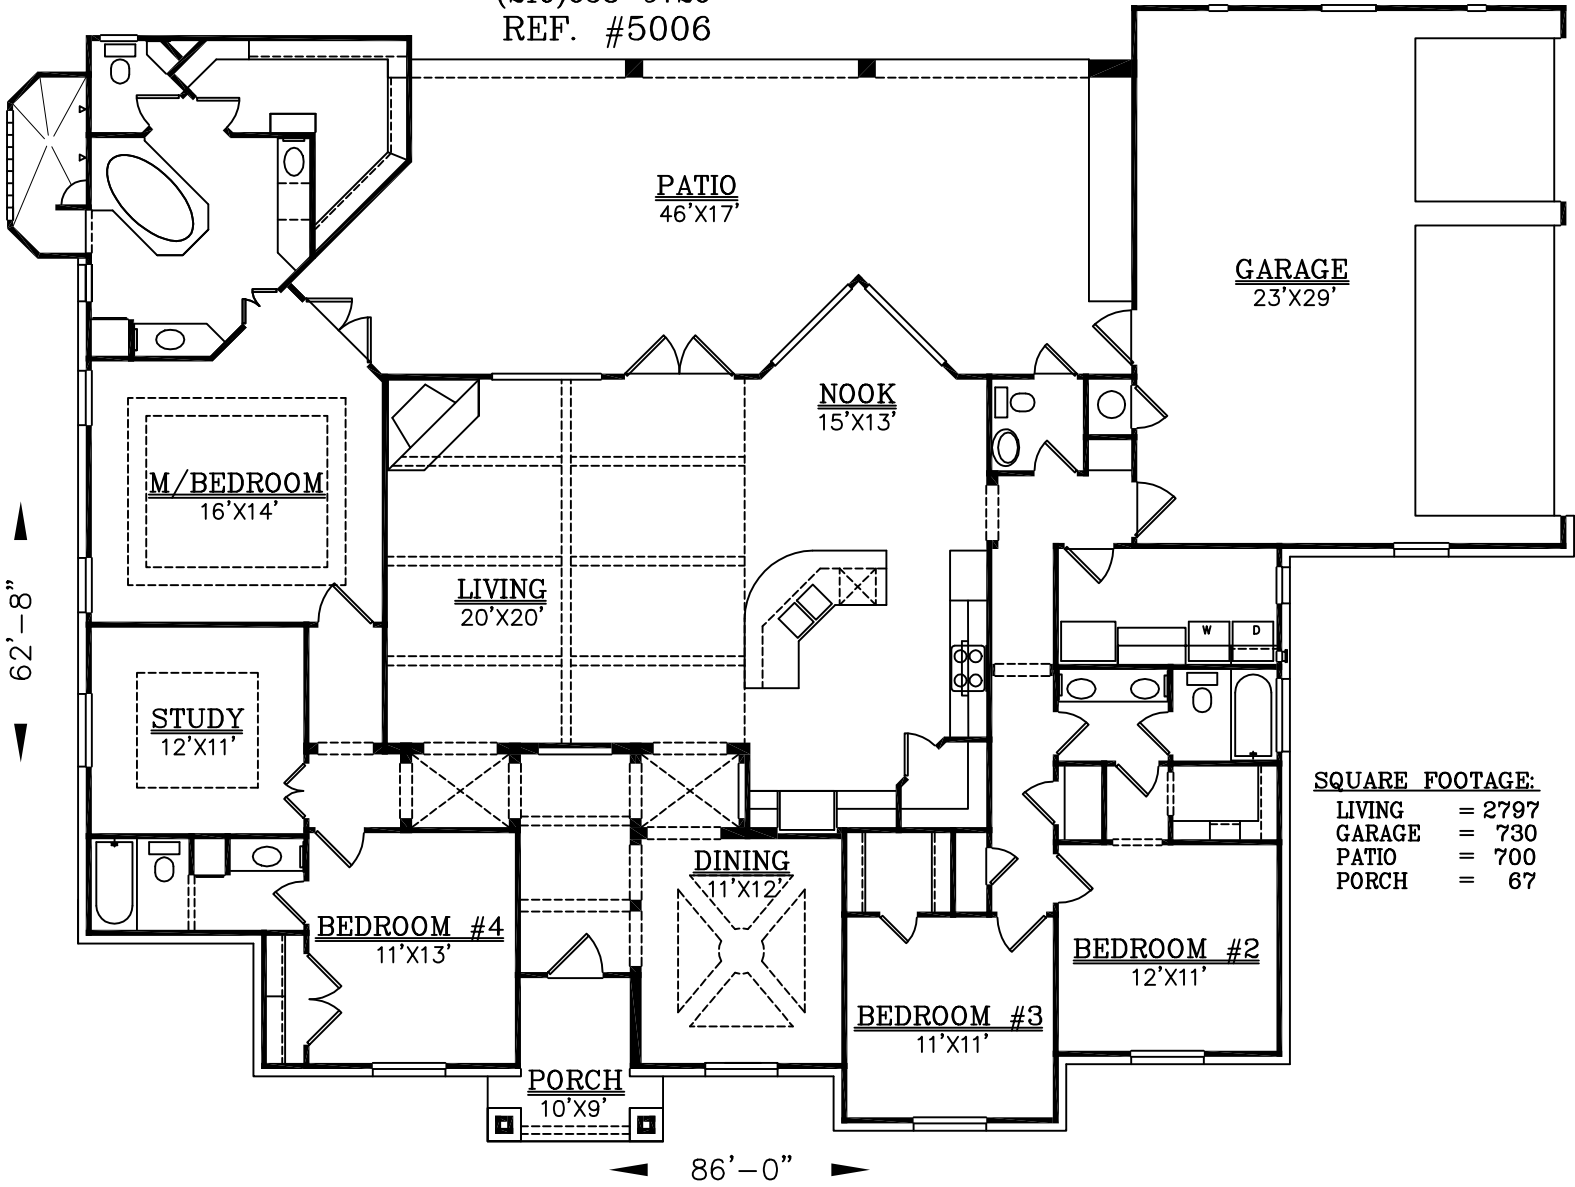 REF. #5006
PATIO
46'X17'
GARAGE
23'X29'
NOOK
15'X13'
M/BEDROOM
16'X14'
LIVING
20'X20'
62'-8"
W
D
STUDY
12'X11'
SQUARE FOOTAGE:
LIVING = 2797
GARAGE = 730
PATIO = 700
PORCH = 67
DINING
11'X12'
BEDROOM #4
11'X13'
BEDROOM #2
12'X11'
BEDROOM #3
11'X11'
PORCH
10'X9'
86'-0"